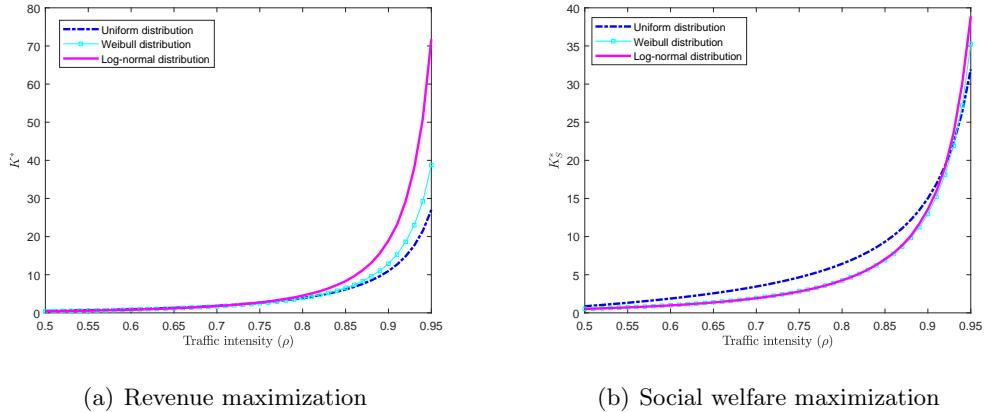 80
70
60
50
40
30
20
10
0
K*
Uniform distribution
Weibull distribution
Log-normal distribution
0.5 0.55 0.6 0.65 0.7 0.75 0.8 0.85 0.9 0.95
Traffic intensity (ρ)
(a) Revenue maximization
40
35
30
25
20
15
10
5
0
K*S
Uniform distribution
Weibull distribution
Log-normal distribution
0.5 0.55 0.6 0.65 0.7 0.75 0.8 0.85 0.9 0.95
Traffic intensity (ρ)
(b) Social welfare maximization